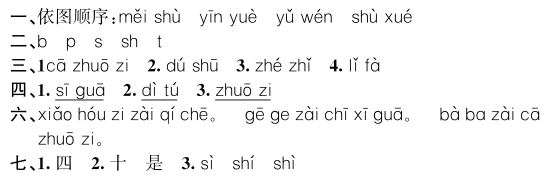 一、依图顺序:měi shù yīn yuè yǔ wén shù xué
二、b p s sh t
三、1cā zhuō zi 2. dú shū 3. zhé zhǐ 4. lǐ fà
四、1. sī guā 2. dì tú 3. zhuō zi
六、xiǎo hóu zi zài qí chē。 gē ge zài chī xī guā。 bà ba zài cā
zhuō zi。
七、1. 四 2. 十 是 3. sì shí shì